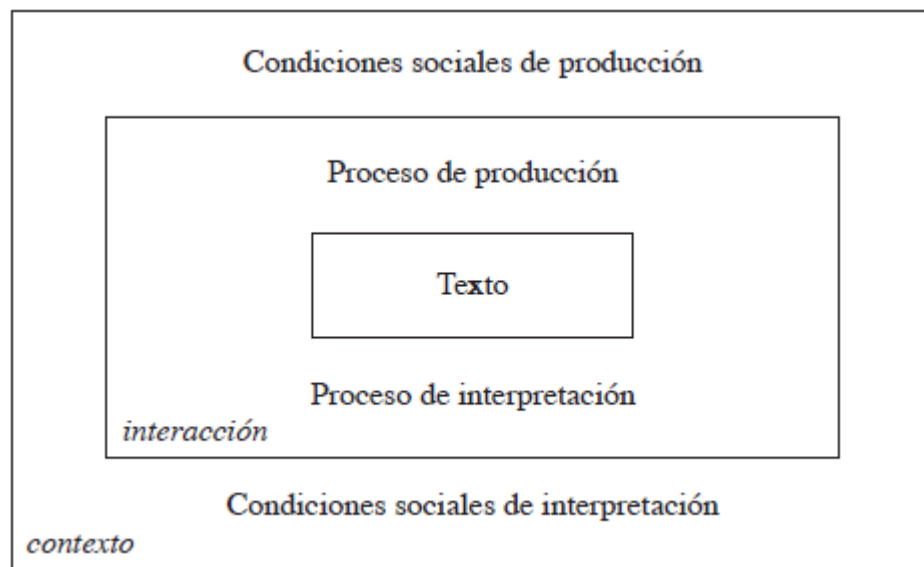 Condiciones sociales de producción
Proceso de producción
Texto
Proceso de interpretación
interacción
Condiciones sociales de interpretación
contexto